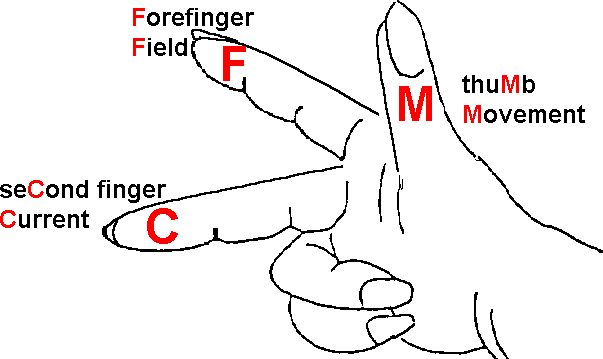 Forefinger
Field
F
M
thuMb
Movement
seCond finger
Current
C